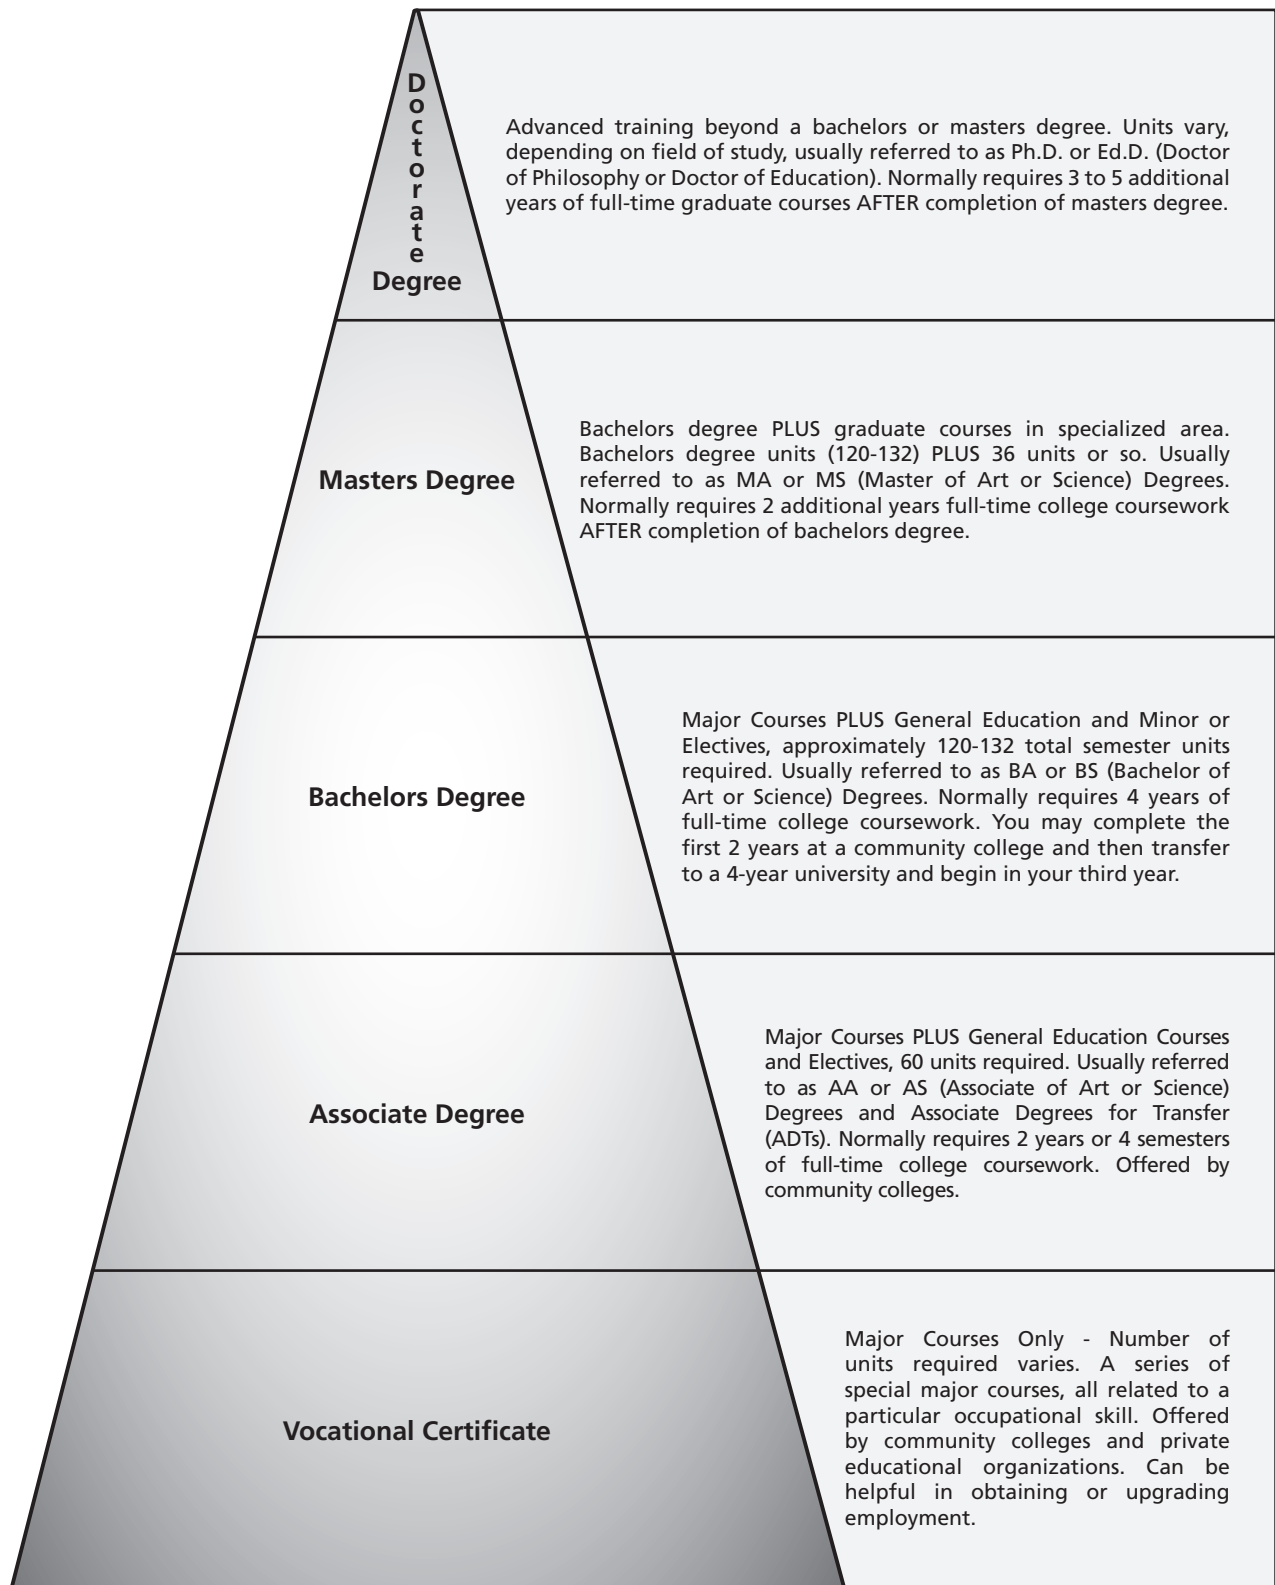 Doctorate
Degree
Advanced training beyond a bachelors or masters degree. Units vary,
depending on field of study, usually referred to as Ph.D. or Ed.D. (Doctor
of Philosophy or Doctor of Education). Normally requires 3 to 5 additional
years of full-time graduate courses AFTER completion of masters degree.
Masters Degree
Bachelors degree PLUS graduate courses in specialized area.
Bachelors degree units (120-132) PLUS 36 units or so. Usually
referred to as MA or MS (Master of Art or Science) Degrees.
Normally requires 2 additional years full-time college coursework
AFTER completion of bachelors degree.
Bachelors Degree
Major Courses PLUS General Education and Minor or
Electives, approximately 120-132 total semester units
required. Usually referred to as BA or BS (Bachelor of
Art or Science) Degrees. Normally requires 4 years of
full-time college coursework. You may complete the
first 2 years at a community college and then transfer
to a 4-year university and begin in your third year.
Associate Degree
Major Courses PLUS General Education Courses
and Electives, 60 units required. Usually referred
to as AA or AS (Associate of Art or Science)
Degrees and Associate Degrees for Transfer
(ADTs). Normally requires 2 years or 4 semesters
of full-time college coursework. Offered by
community colleges.
Vocational Certificate
Major Courses Only - Number of
units required varies. A series of
special major courses, all related to a
particular occupational skill. Offered
by community colleges and private
educational organizations. Can be
helpful in obtaining or upgrading
employment.